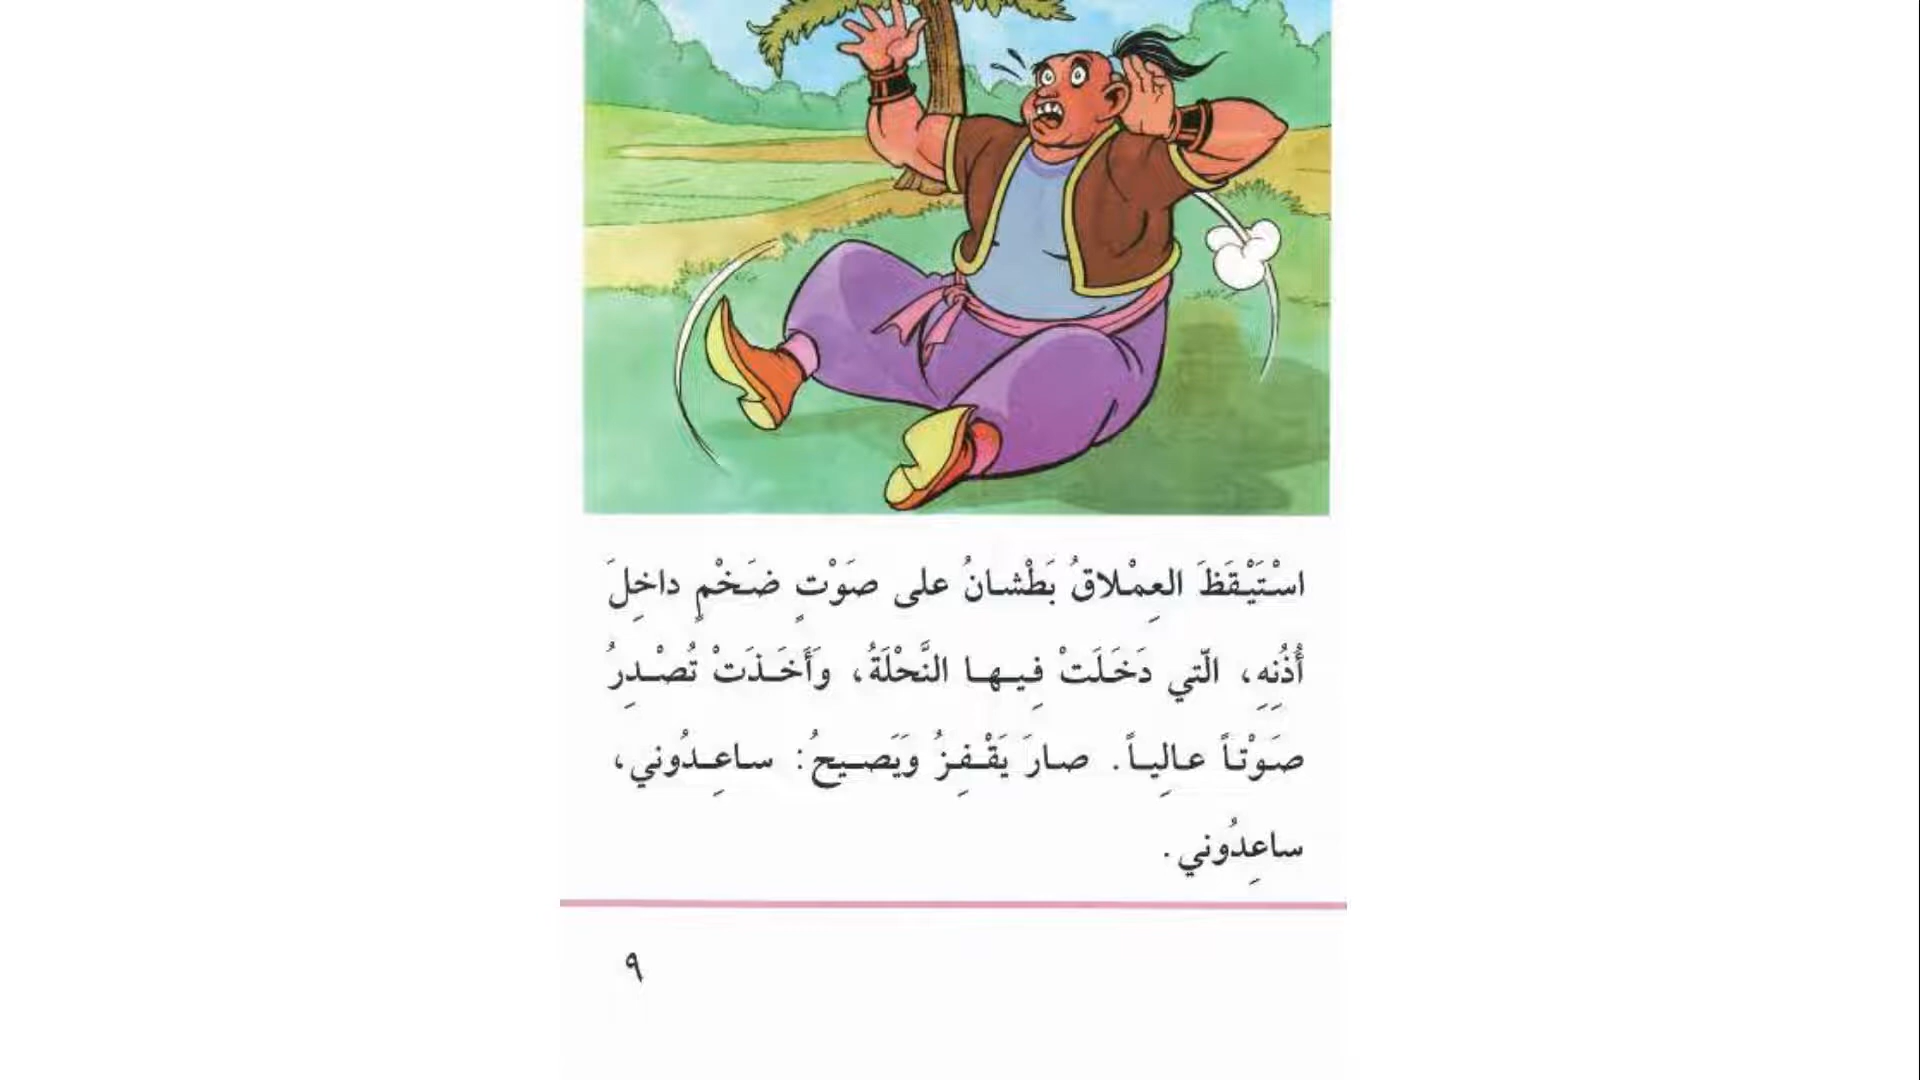 اسْتَيْقَظَ العِمْلاقُ بَطْشانُ على صَوْتٍ ضَخْمٍ داخِلَ
أُذُنِهِ، الّتي دَخَلَتْ فِيها النَّحْلَةُ، وَأَخَذَتْ تُصْدِرُ
صَوْتاً عالِياً. صارَ يَقْفِزُ وَيَصيحُ: ساعِدُوني،
ساعِدُوني.
٩